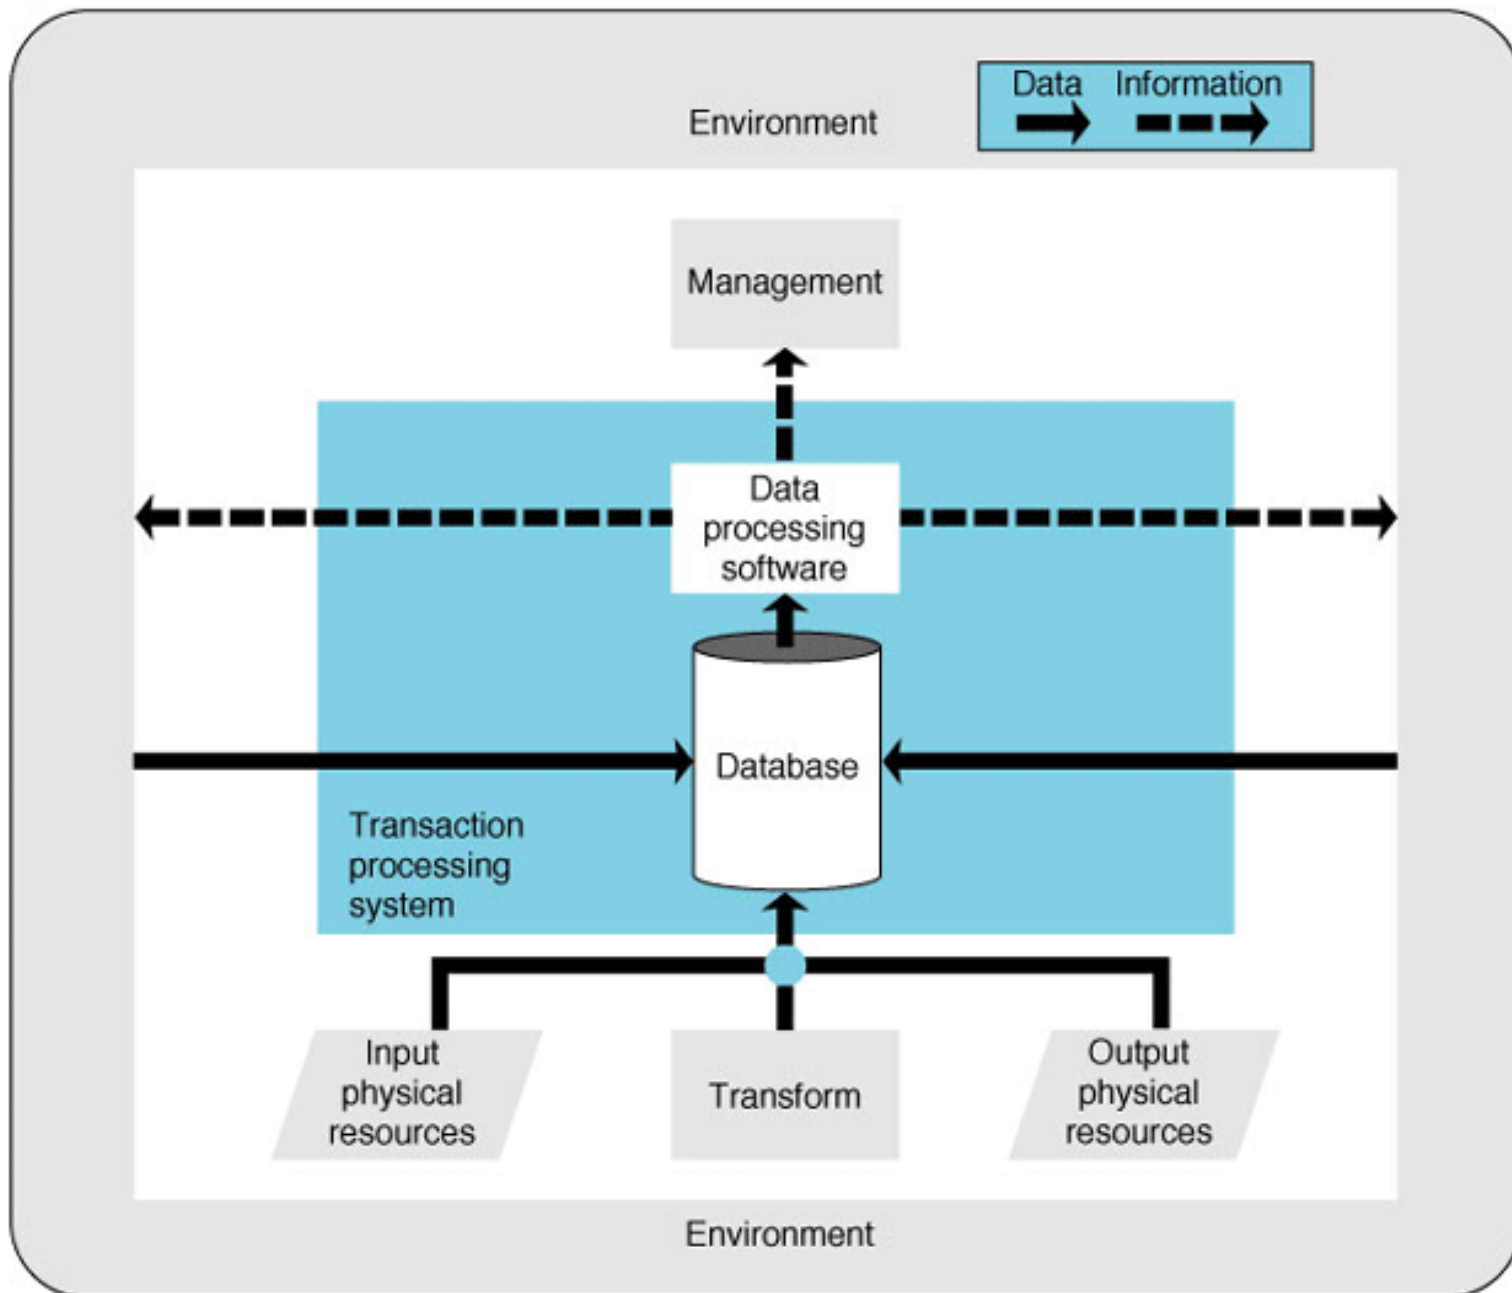 Data Information
Environment
Management
Data
processing
software
Database
Transaction
processing
system
Input
physical
resources
Transform
Output
physical
resources
Environment